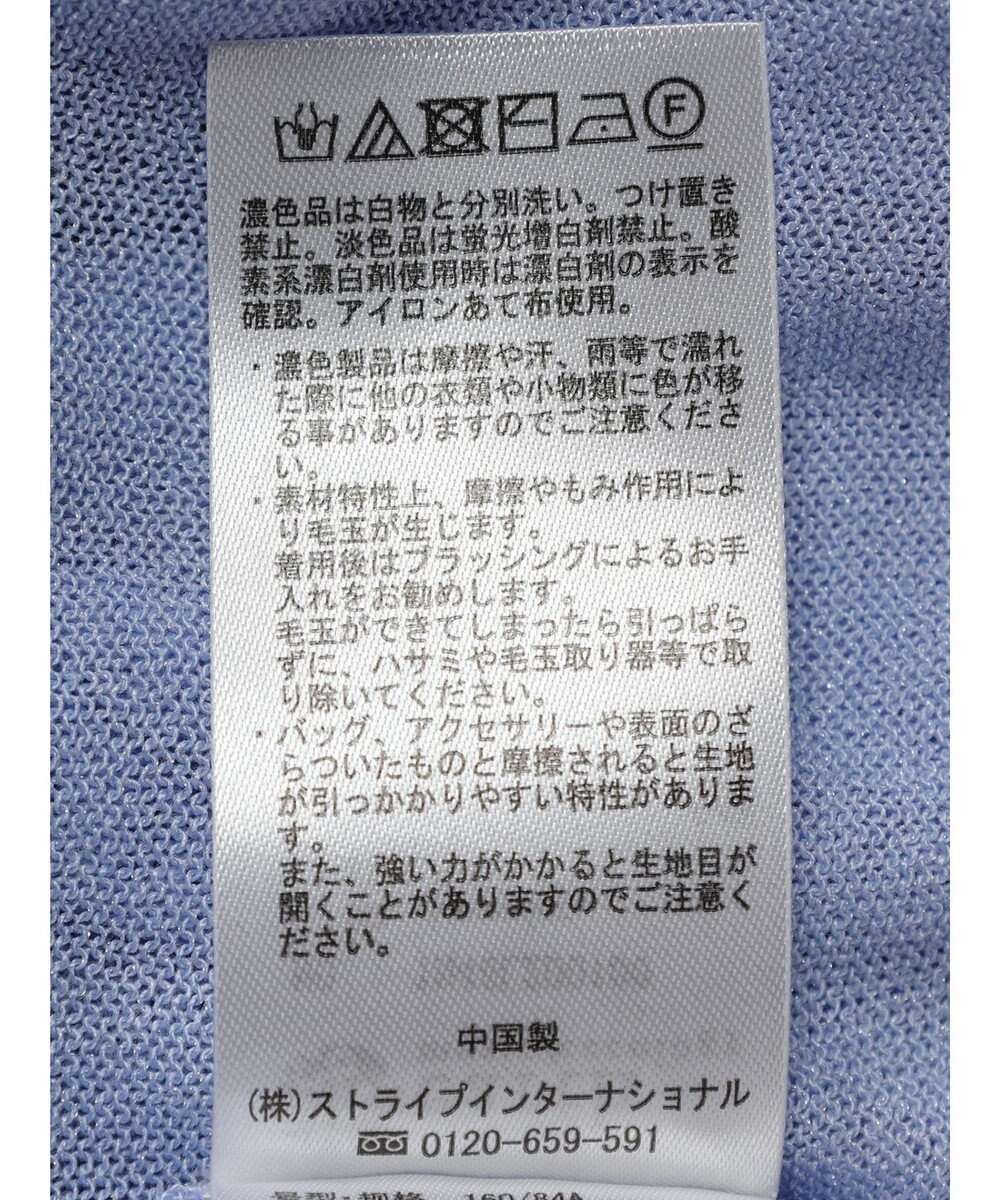 F
濃色品は白物と分別洗い。つけ置き
禁止。淡色品は蛍光増白剤禁止。酸
素系漂白剤使用時は漂白剤の表示を
確認。アイロンあて布使用。
・濃色製品は摩擦や汗、雨等で濡れ
た際に他の衣類や小物類に色が移
る事がありますのでご注意くださ
い。
・素材特性上、摩擦やもみ作用によ
り毛玉が生じます。
着用後はブラッシングによるお手
入れをお勧めします。
毛玉ができてしまったら引っぱら
ずに、ハサミや毛玉取り器等で取
り除いてください。
・バッグ、アクセサリーや表面のざ
らついたものと摩擦されると生地
が引っかかりやすい特性がありま
す。
また、強い力がかかると生地目が
開くことがありますのでご注意く
ださい。
中国製
(株)ストライプインターナショナル
0120-659-591
160/84A